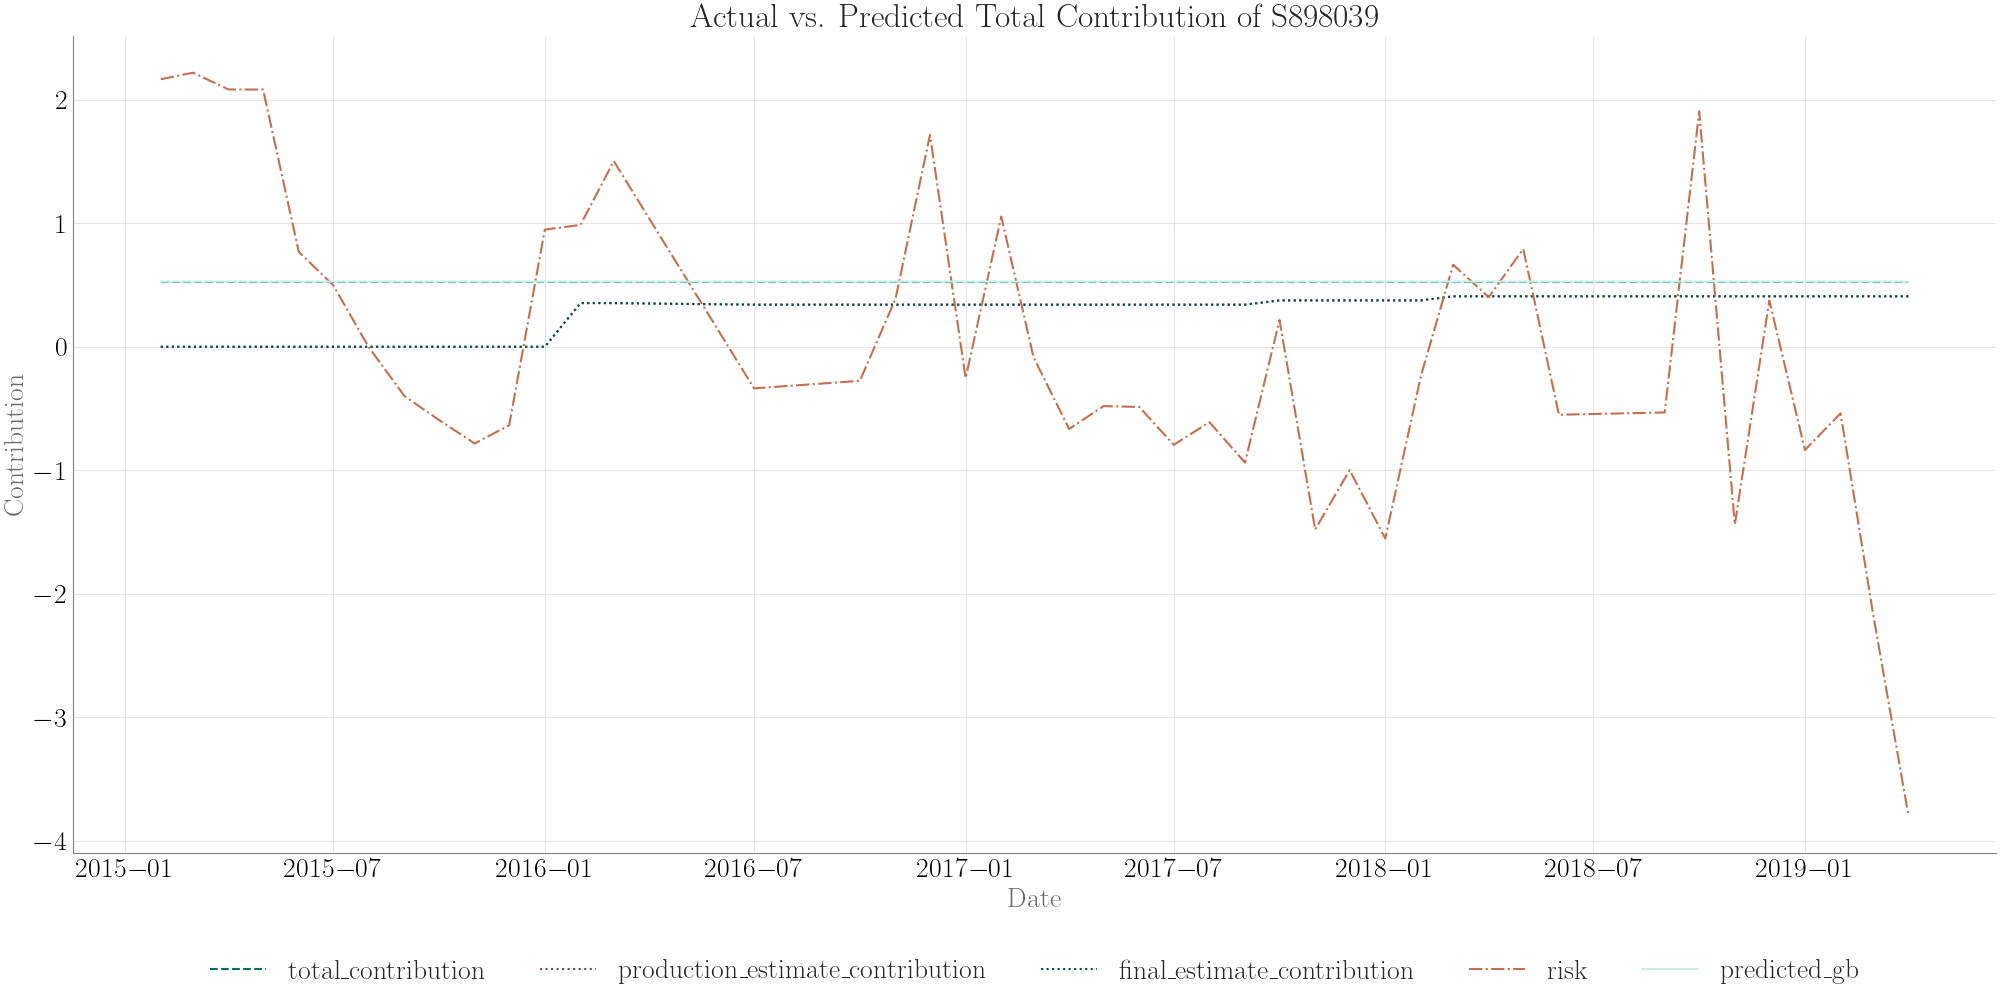 Actual vs. Predicted Total Contribution of S898039
Contribution
2
1
0
−1
−2
−3
−4
2015−01 2015−07 2016−01 2016−07 2017−01 2017−07 2018−01 2018−07 2019−01
Date
total_contribution production_estimate_contribution final_estimate_contribution risk predicted_gb